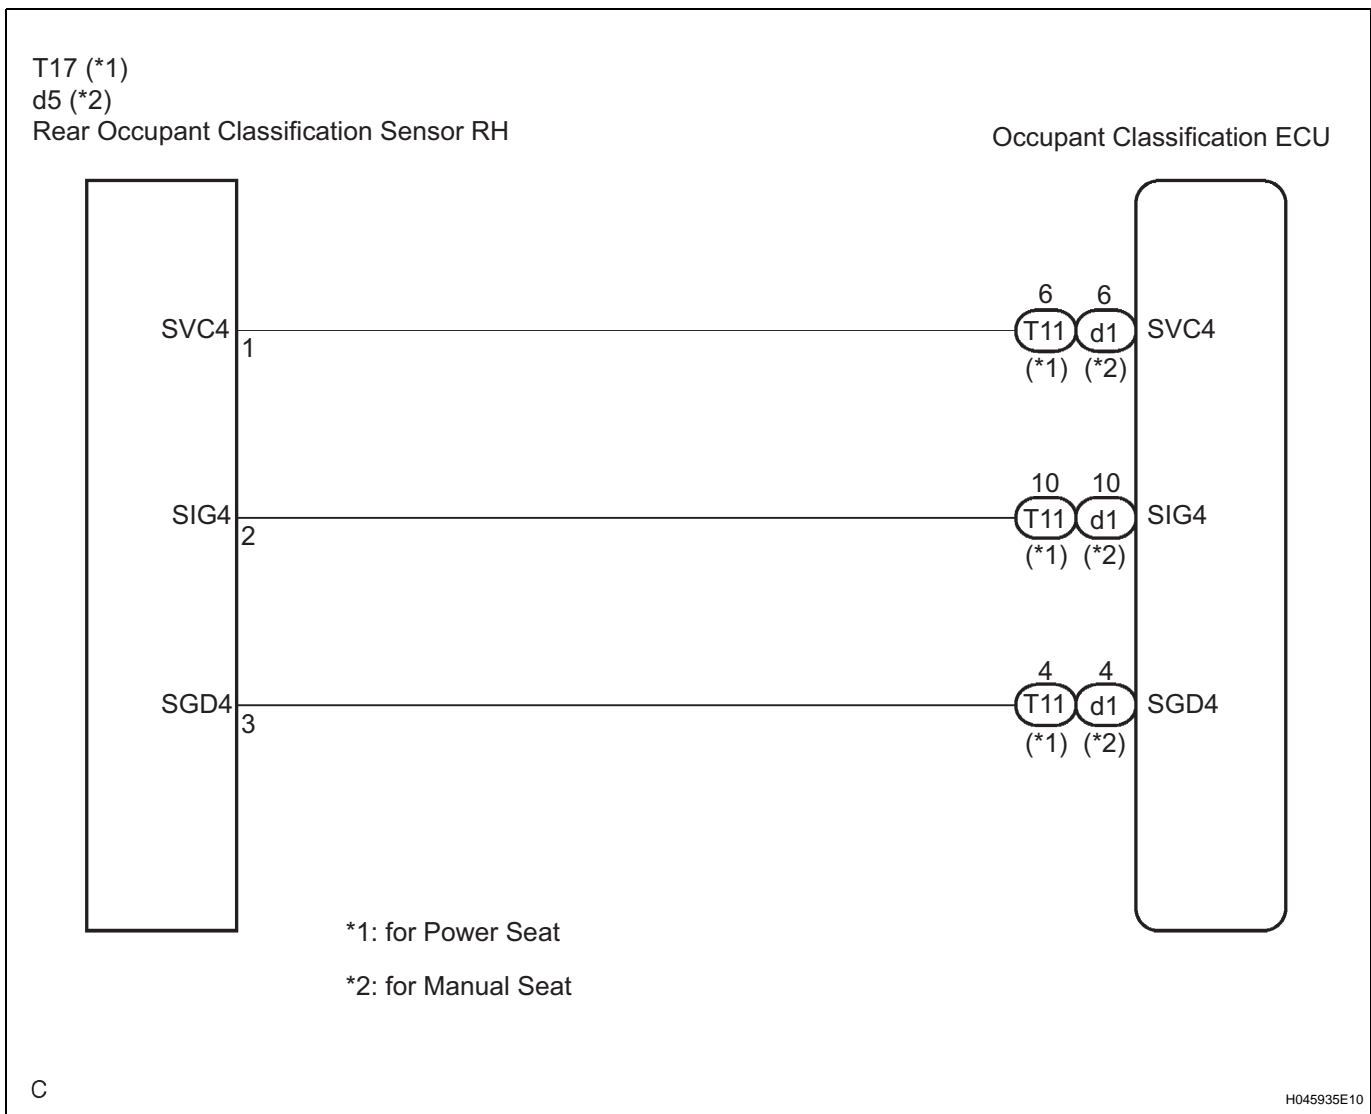 T17 (*1)
d5 (*2)
Rear Occupant Classification Sensor RH
Occupant Classification ECU
6 6
SVC4 1 T11 d1 SVC4
(*1) (*2)
10 10
SIG4 2 T11 d1 SIG4
(*1) (*2)
4 4
SGD4 3 T11 d1 SGD4
(*1) (*2)
*1: for Power Seat
*2: for Manual Seat
C
H045935E10